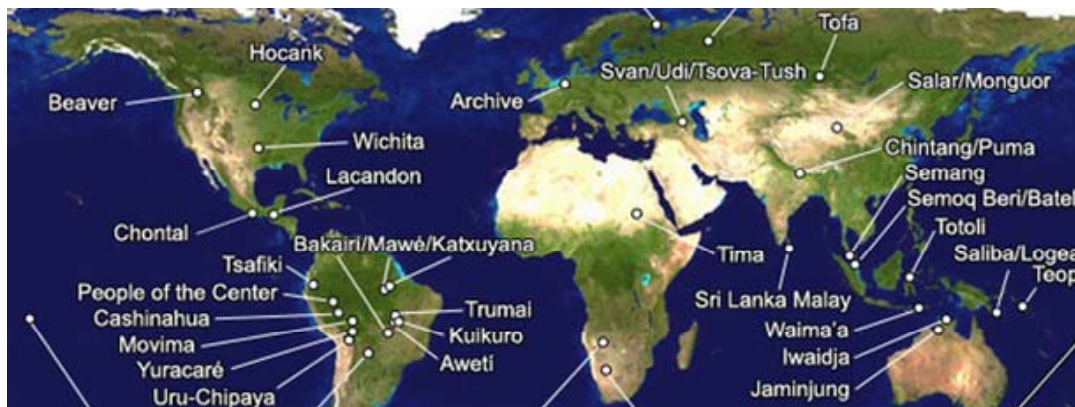 Tofa
Hocank
Svan/Udi/Tsova-Tush
Salar/Monguor
Beaver
Archive
Wichita
Chintang/Puma
Semang
Lacandon
Semoq Beri/Batek
Totoli
Chontal
Bakairí/Mawé/Katxuyana
Tima
Saliba/Logea
Tsafiki
Teop
People of the Center
Sri Lanka Malay
Trumai
Cashinahua
Waima'a
Kuikuro
Movima
Iwaidja
Aweti
Yuracaré
Jaminjung
Uru-Chipaya